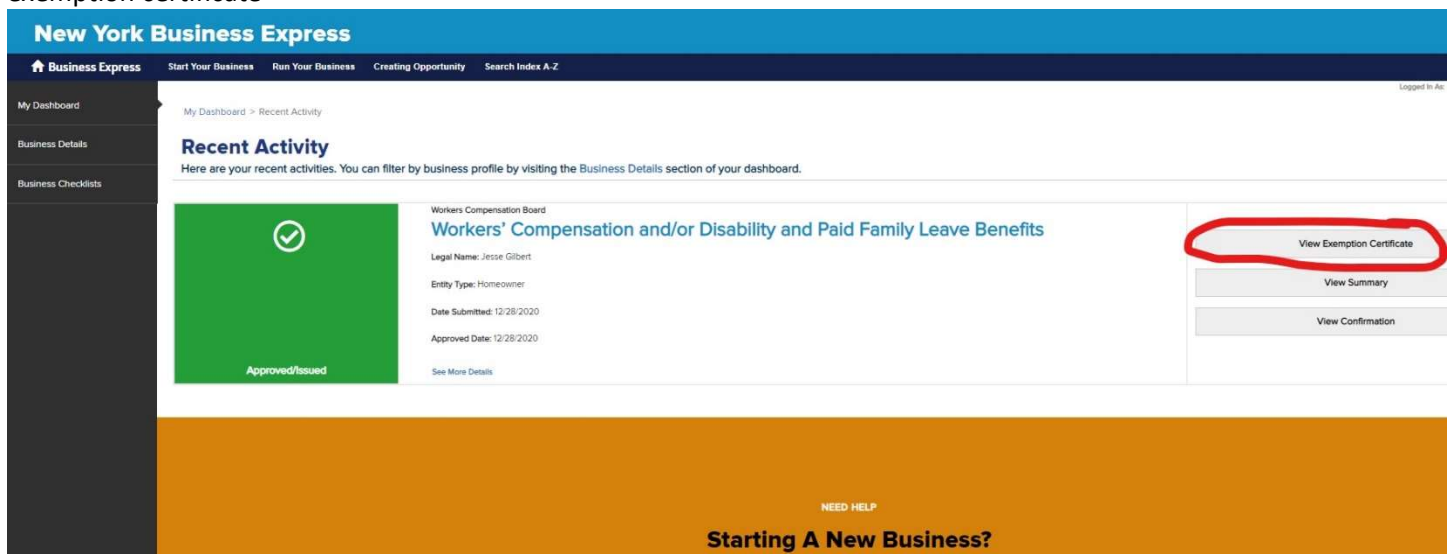 exemption certificate
New York Business Express
Business Express Start Your Business Run Your Business Creating Opportunity Search Index A-Z
Logged In As:
My Dashboard
Business Details
Business Checklists
My Dashboard > Recent Activity
Recent Activity
Here are your recent activities. You can filter by business profile by visiting the Business Details section of your dashboard.
Approved/Issued
Workers Compensation Board
Workers' Compensation and/or Disability and Paid Family Leave Benefits
Legal Name: Jesse Gilbert
Entity Type: Homeowner
Date Submitted: 12/28/2020
Approved Date: 12/28/2020
See More Details
View Exemption Certificate
View Summary
View Confirmation
NEED HELP
Starting A New Business?